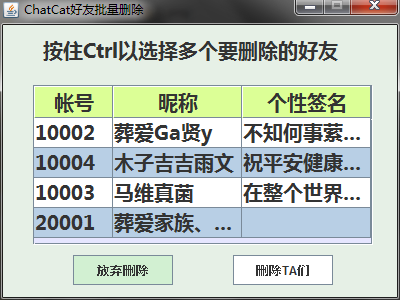 ChatCat好友批量删除
按住Ctrl以选择多个要删除的好友
帐号 昵称 个性签名
10002 葬爱Ga贤y 不知何事萦...
10004 木子吉吉雨文 祝平安健康...
10003 马维真菌 在整个世界...
20001 葬爱家族、...
放弃删除 删除TA们